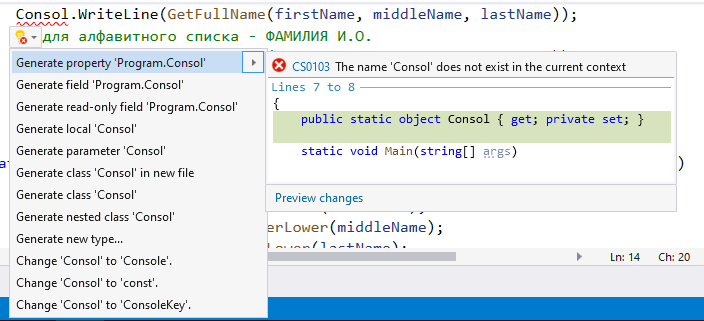 Consol.WriteLine(GetFullName(firstName, middleName, lastName));
для алфавитного списка - ФАМИЛИЯ И.О.
Generate property 'Program.Consol'
Generate field 'Program.Consol'
Generate read-only field 'Program.Consol'
Generate local 'Consol'
Generate parameter 'Consol'
Generate class 'Consol' in new file
Generate class 'Consol'
Generate nested class 'Consol'
Generate new type...
Change 'Consol' to 'Console'.
Change 'Consol' to 'const'.
Change 'Consol' to 'ConsoleKey'.
CS0103 The name 'Consol' does not exist in the current context
Lines 7 to 8
{
public static object Consol { get; private set; }
static void Main(string[] args)
Preview changes
)
erLower(middleName);
Ln: 14 Ch: 20